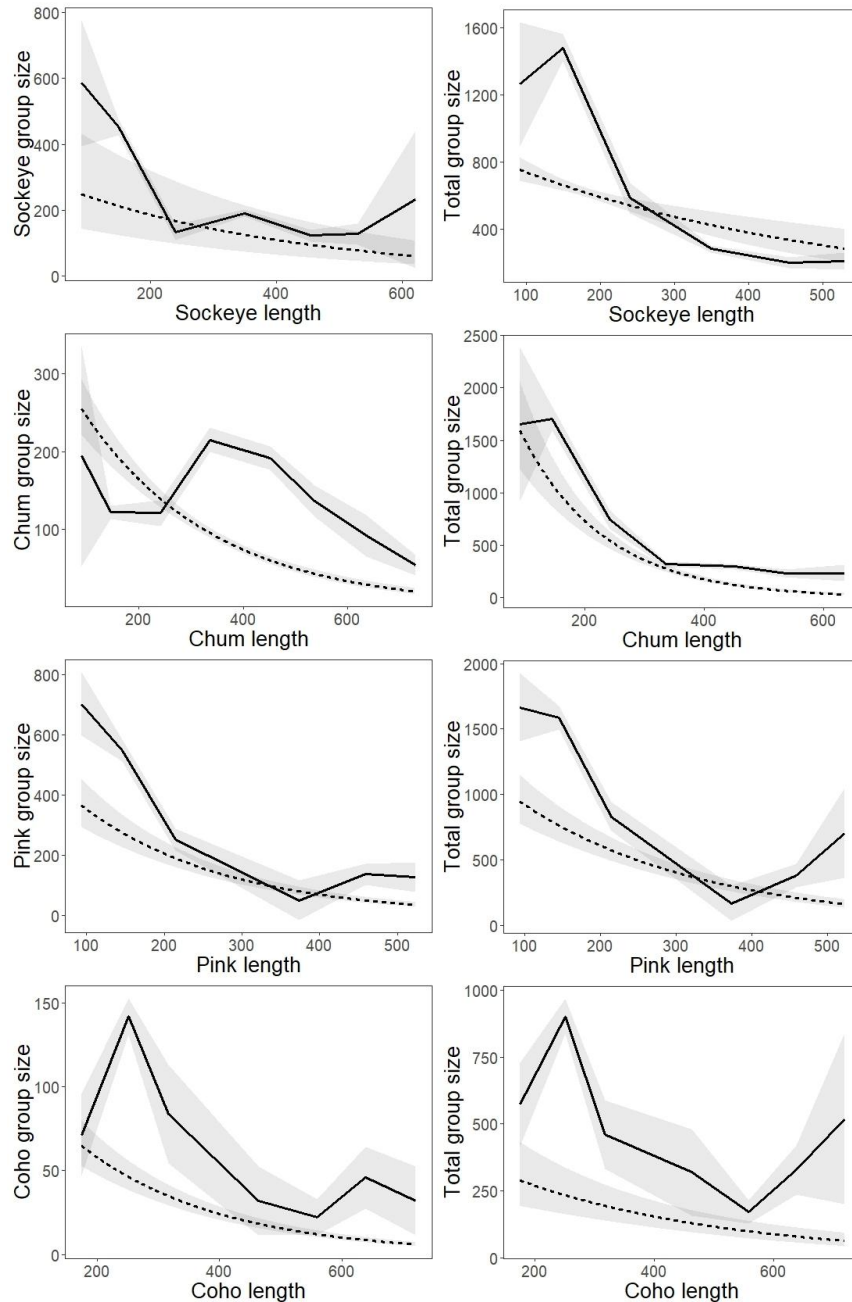 Sockeye group size
800
600
400
200
0
200 400 600
Sockeye length
Total group size
1600
1200
800
400
100 200 300 400 500
Sockeye length
Chum group size
300
200
100
200 400 600
Chum length
Total group size
2500
2000
1500
1000
500
0
200 400 600
Chum length
Pink group size
800
600
400
200
0
100 200 300 400 500
Pink length
Total group size
2000
1500
1000
500
0
100 200 300 400 500
Pink length
Coho group size
150
100
50
0
200 400 600
Coho length
Total group size
1000
750
500
250
0
200 400 600
Coho length